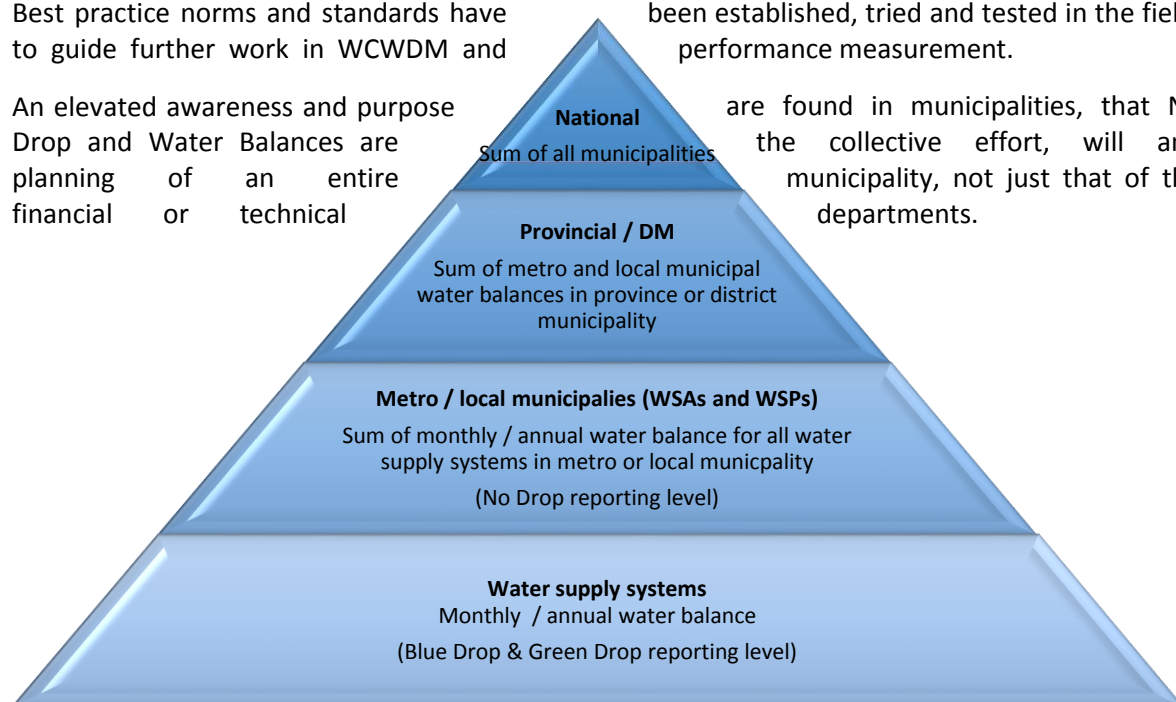 Best practice norms and standards have been established, tried and tested in the fiel
to guide further work in WCWDM and performance measurement.
An elevated awareness and purpose are found in municipalities, that N
Drop and Water Balances are the collective effort, will an
planning of an entire municipality, not just that of th
financial or technical departments.
National
Sum of all municipalities
Provincial / DM
Sum of metro and local municipal
water balances in province or district
municipality
Metro / local municipalies (WSAs and WSPs)
Sum of monthly / annual water balance for all water
supply systems in metro or local municpality
(No Drop reporting level)
Water supply systems
Monthly / annual water balance
(Blue Drop & Green Drop reporting level)